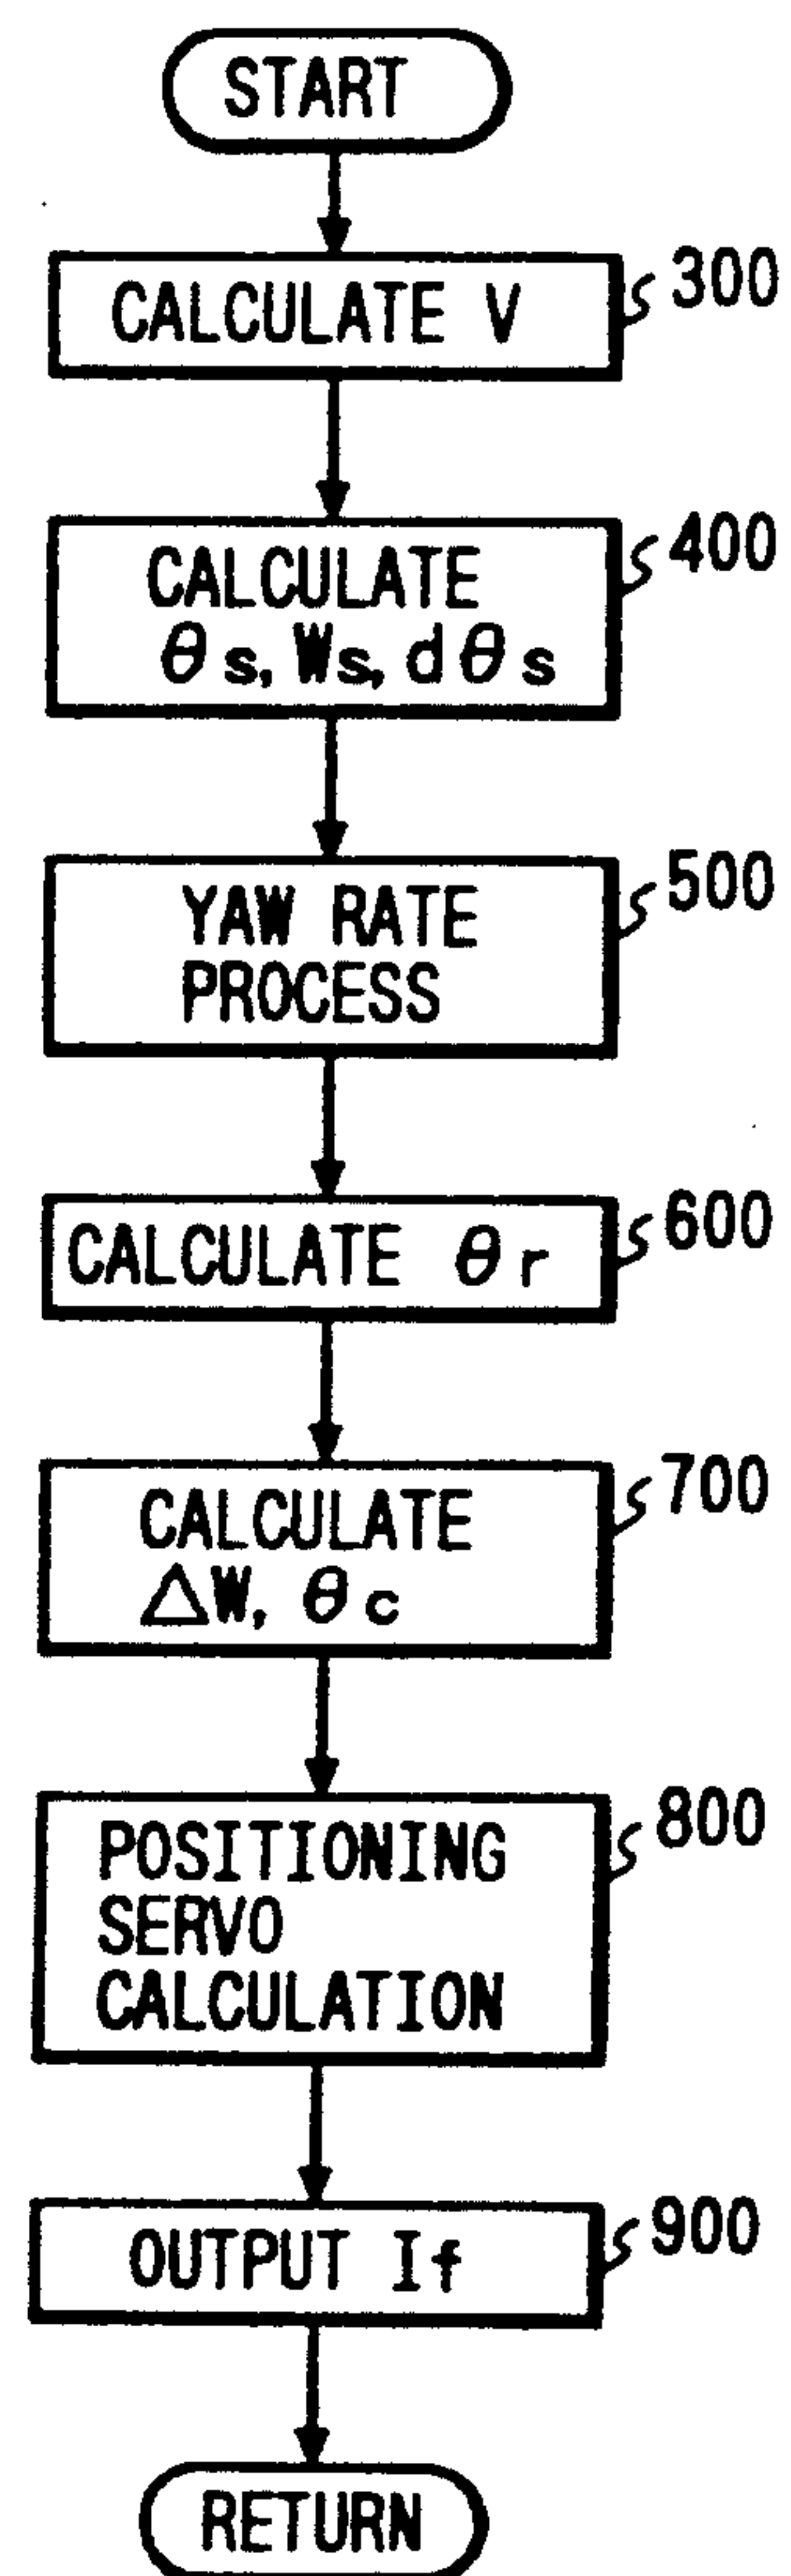 START
CALCULATE V
300
CALCULATE
θs, Ws, dθs
400
YAW RATE
PROCESS
500
CALCULATE θr
600
CALCULATE
△W, θc
700
POSITIONING
SERVO
CALCULATION
800
OUTPUT If
900
RETURN